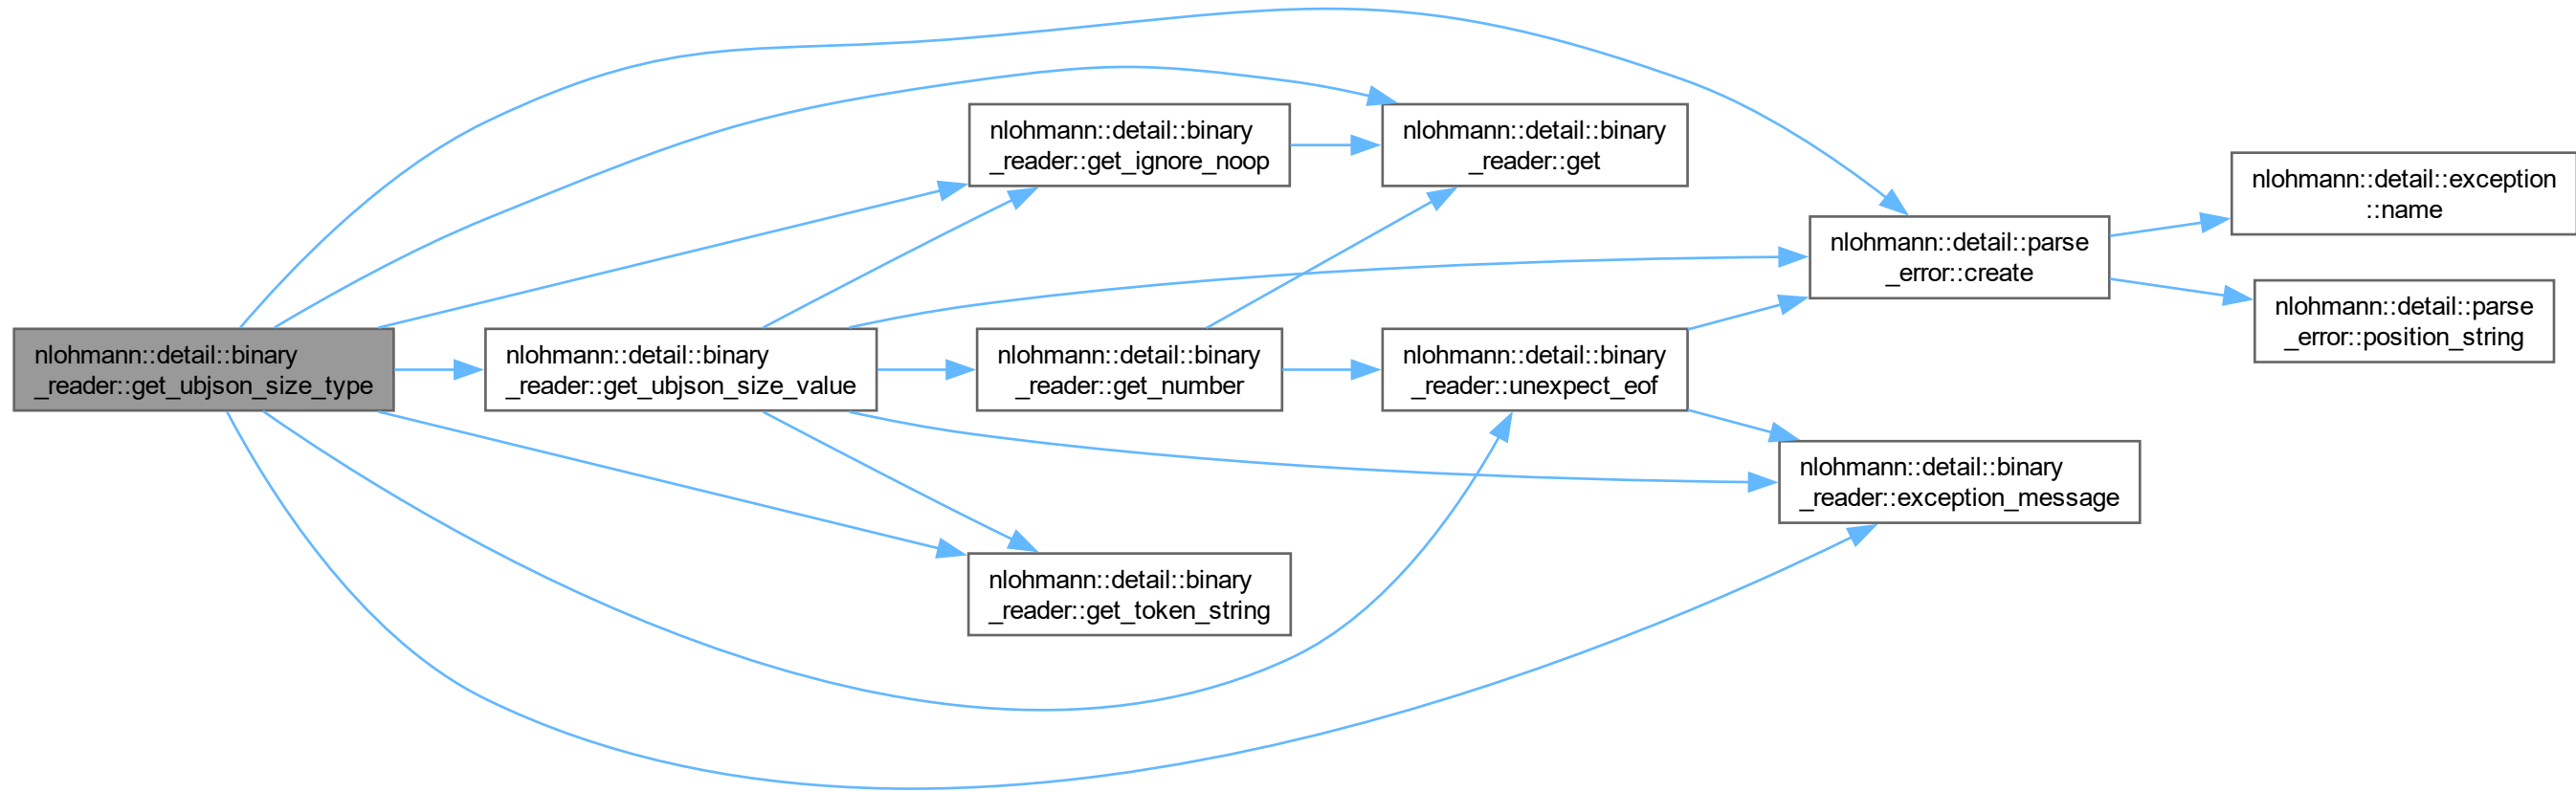 nlohmann::detail::binary
_reader::get_ubjson_size_type
nlohmann::detail::binary
_reader::get_ubjson_size_value
nlohmann::detail::binary
_reader::get_ignore_noop
nlohmann::detail::binary
_reader::get_number
nlohmann::detail::binary
_reader::get_token_string
nlohmann::detail::binary
_reader::get
nlohmann::detail::binary
_reader::unexpect_eof
nlohmann::detail::parse
_error::create
nlohmann::detail::binary
_reader::exception_message
nlohmann::detail::exception
::name
nlohmann::detail::parse
_error::position_string